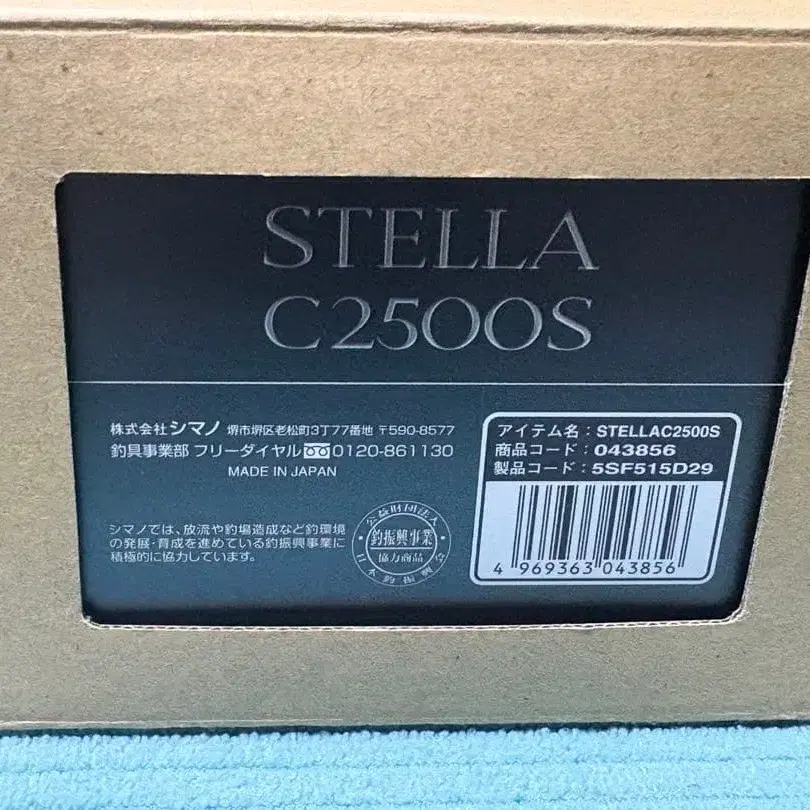 STELLA
C2500S
株式会社シマノ 堺市堺区老松町3丁77番地 〒590-8577
釣具事業部 フリーダイヤル 0120-861130
MADE IN JAPAN
シマノでは、放流や釣場造成など釣環境
の発展・育成を進めている釣振興事業に
積極的に協力しています。
公益財団法人
釣振興事業
協力商品
日本釣振興会
アイテム名：STELLAC2500S
商品コード：043856
製品コード：5SF515D29
4 969363 043856